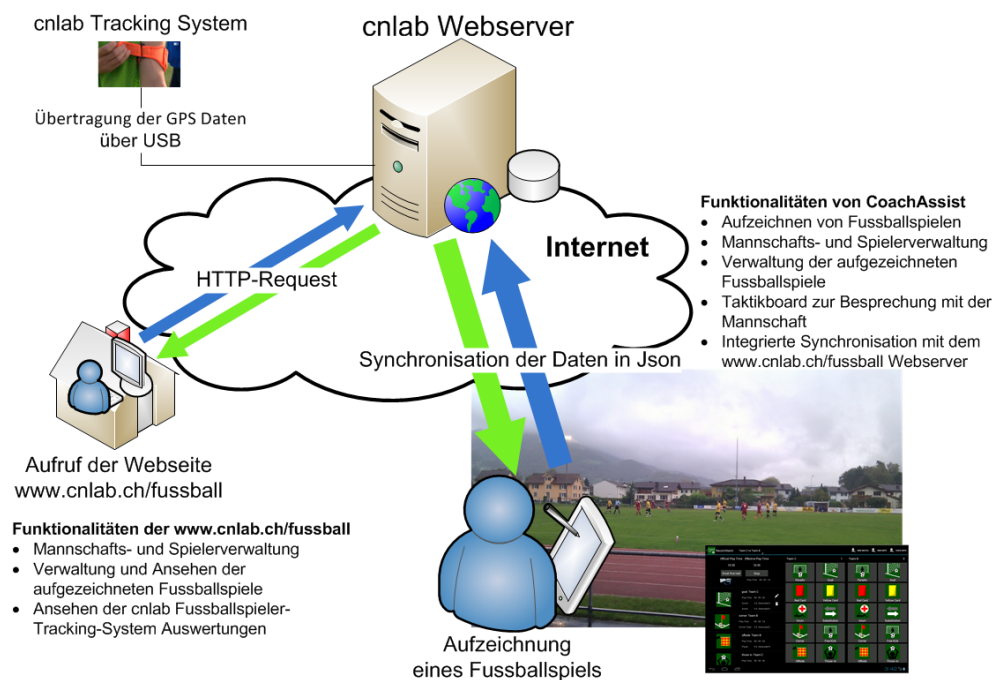 cnlab Tracking System
cnlab Webserver
Übertragung der GPS Daten
über USB
Internet
HTTP-Request
Synchronisation der Daten in Json
Funktionalitäten von CoachAssist
• Aufzeichnen von Fussballspielen
• Mannschafts- und Spielerverwaltung
• Verwaltung der aufgezeichneten
Fussballspiele
• Taktikboard zur Besprechung mit der
Mannschaft
• Integrierte Synchronisation mit dem
www.cnlab.ch/fussball Webserver
Aufruf der Webseite
www.cnlab.ch/fussball
Funktionalitäten der www.cnlab.ch/fussball
• Mannschafts- und Spielerverwaltung
• Verwaltung und Ansehen der
aufgezeichneten Fussballspiele
• Ansehen der cnlab Fussballspieler-
Tracking-System Auswertungen
Aufzeichnung
eines Fussballspiels